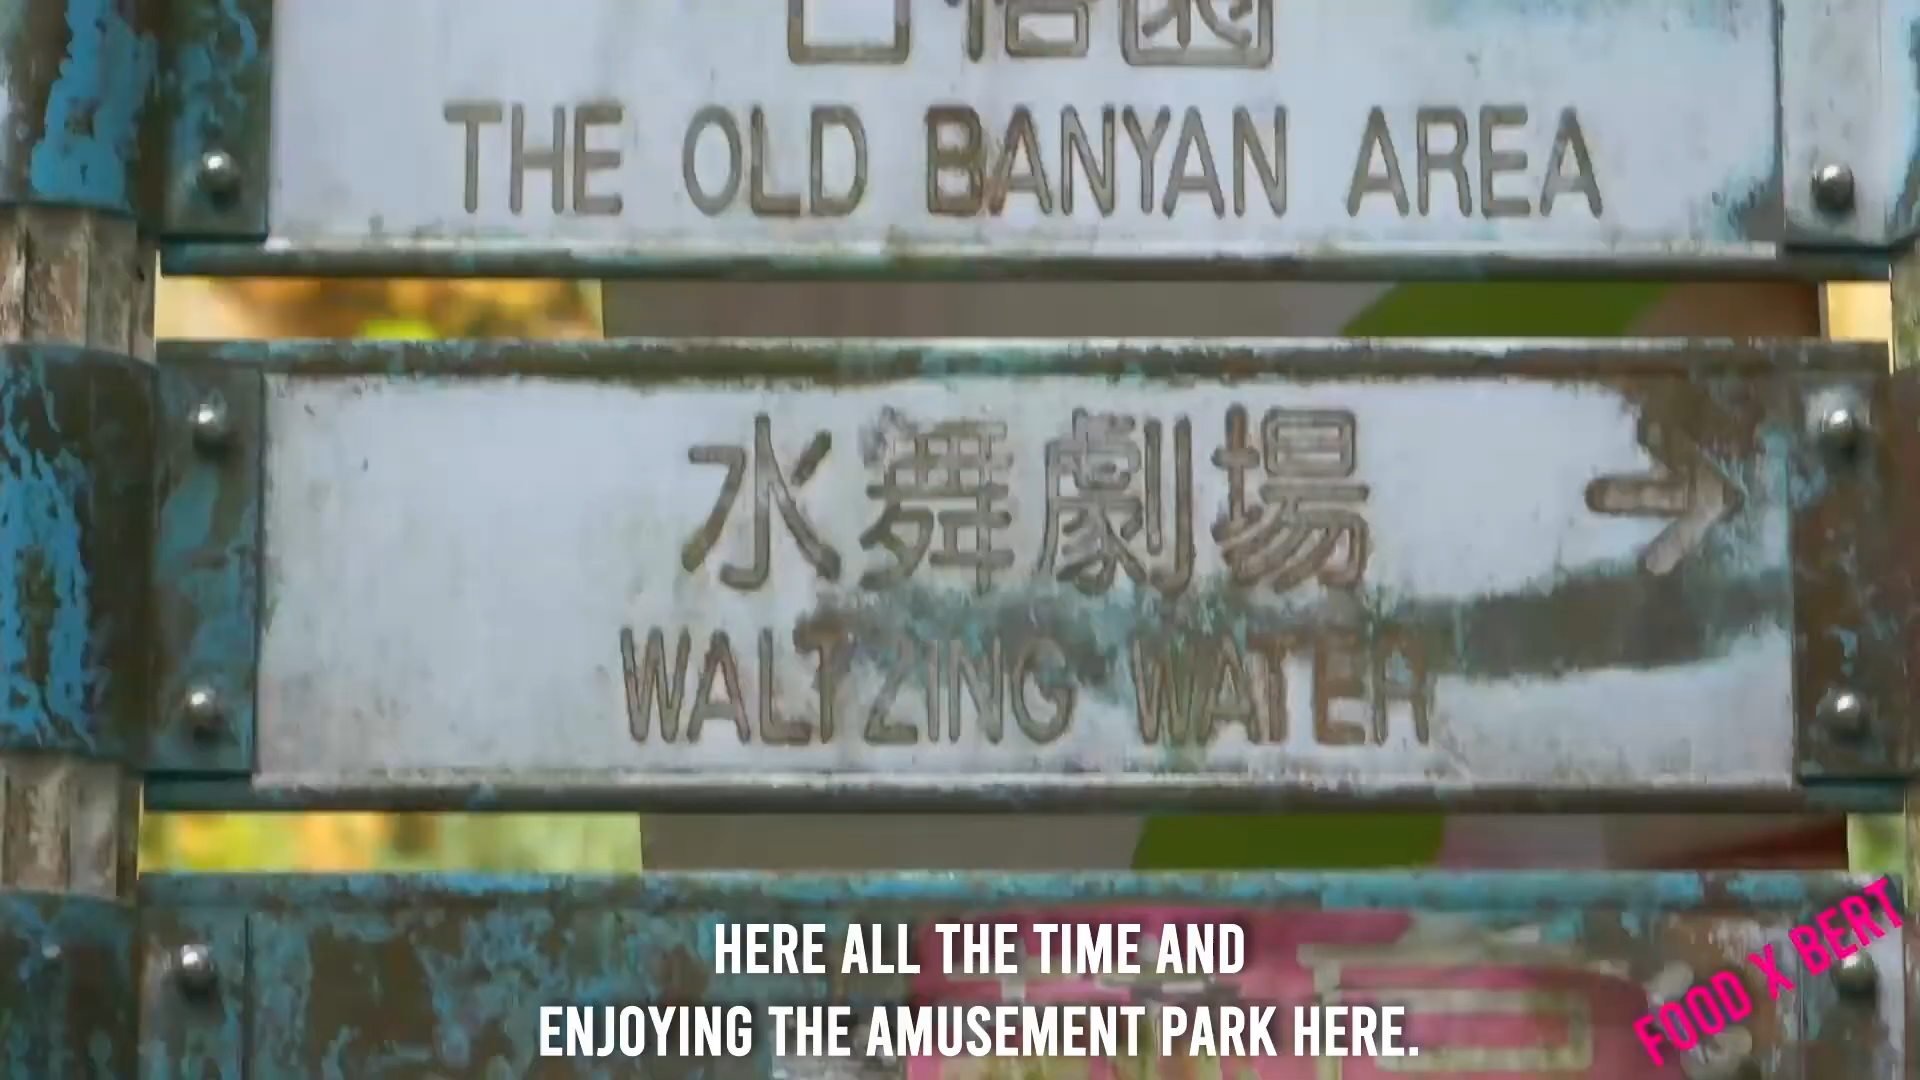 THE OLD BANYAN AREA
水舞劇場 →
WALTZING WATER
HERE ALL THE TIME AND
ENJOYING THE AMUSEMENT PARK HERE.
FOOD X BERT